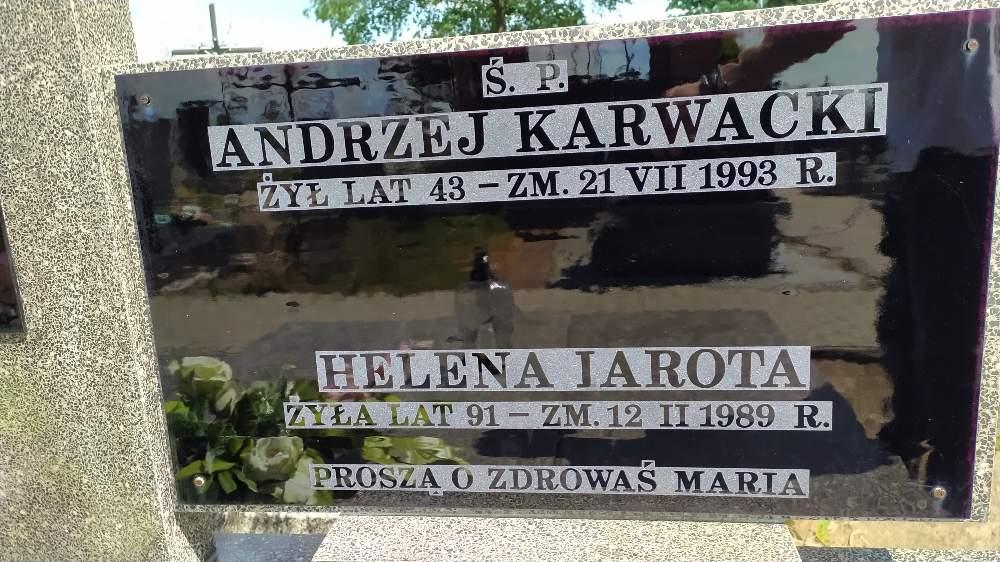 Ś. P.
ANDRZEJ KARWACKI
ŻYŁ LAT 43 – ZM. 21 VII 1993 R.
HELENA JAROTA
ŻYŁA LAT 91 – ZM. 12 II 1989 R.
PROSZĄ O ZDROWAŚ MARIA